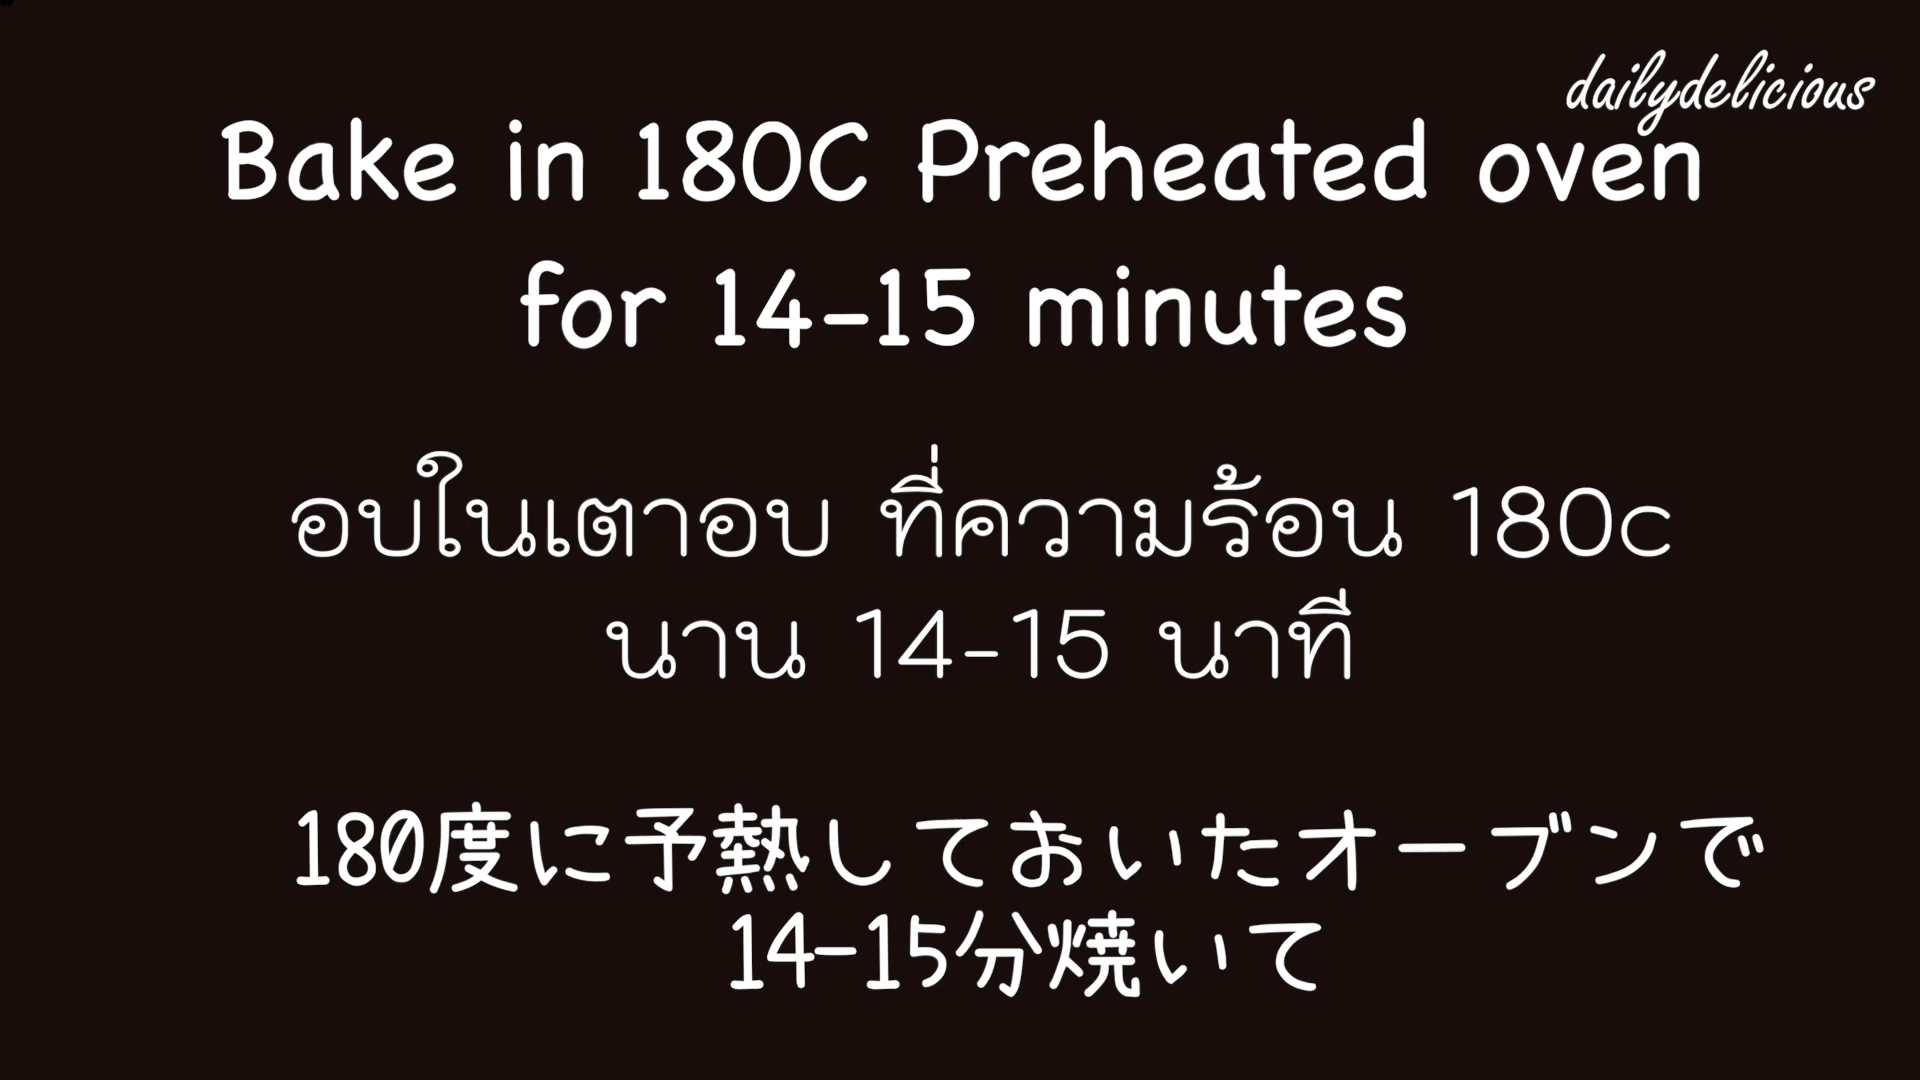 dailydelicious
Bake in 180C Preheated oven
for 14-15 minutes
อบในเตาอบ ที่ความร้อน 180c
นาน 14-15 นาที
180度に予熱しておいたオーブンで
14-15分焼いて